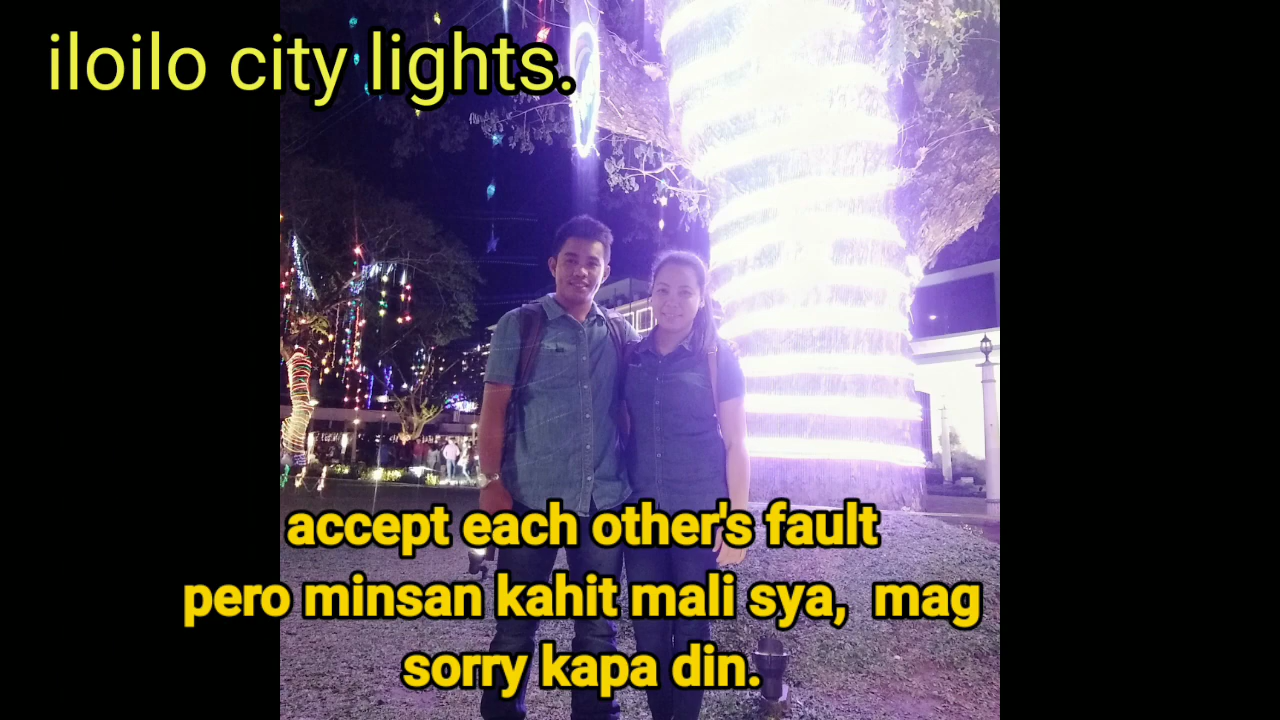 iloilo city lights.
accept each other's fault
pero minsan kahit mali sya, mag
sorry kapa din.